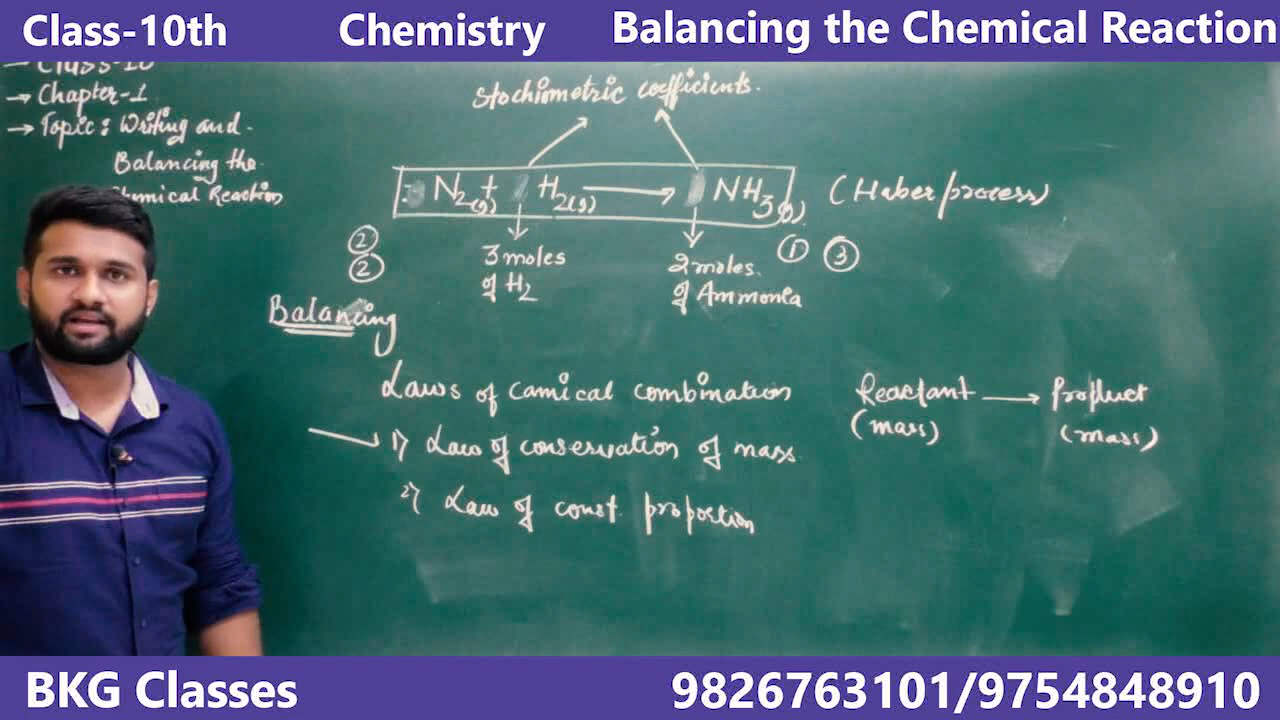 Class-10th Chemistry Balancing the Chemical Reaction
→ Class-10
→ Chapter-1
→ Topic: Writing and
Balancing the
Chemical Reaction
Stochiometric coefficients.
N₂(g) + H₂(g) ⟶ NH₃(g) (Haber process)
② 3 moles 2 moles. ① ③
② of H₂ of Ammonia
Balancing
Laws of camical combination
1) Law of conservation of mass
2) Law of const. proportion
Reactant ⟶ Product
(mass) (mass)
BKG Classes 9826763101/9754848910